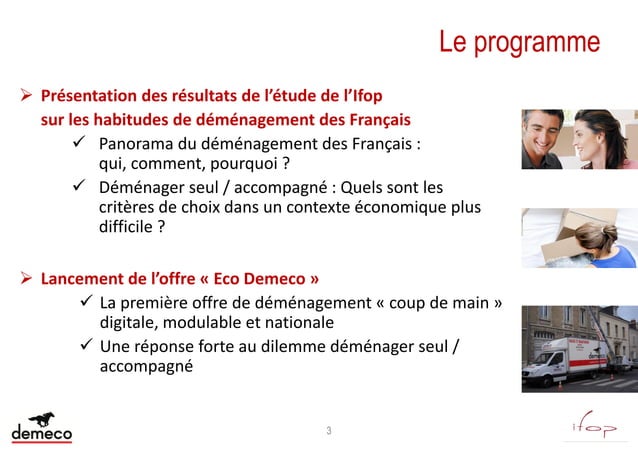 Le programme
Présentation des résultats de l’étude de l’Ifop
sur les habitudes de déménagement des Français
Panorama du déménagement des Français :
qui, comment, pourquoi ?
Déménager seul / accompagné : Quels sont les
critères de choix dans un contexte économique plus
difficile ?
Lancement de l’offre « Eco Demeco »
La première offre de déménagement « coup de main »
digitale, modulable et nationale
Une réponse forte au dilemme déménager seul /
accompagné
demeco
demeco
3
ifop